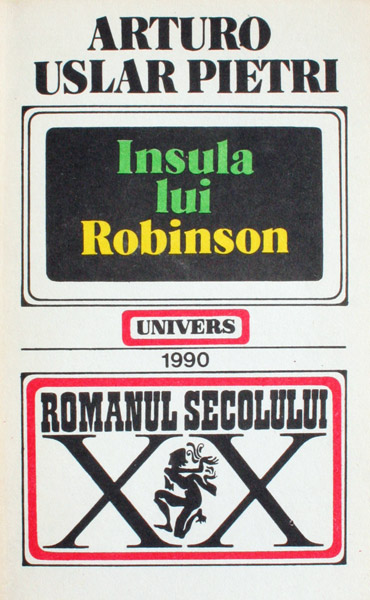 ARTURO
USLAR PIETRI
Insula
lui
Robinson
UNIVERS
1990
ROMANUL SECOLULUI
XX